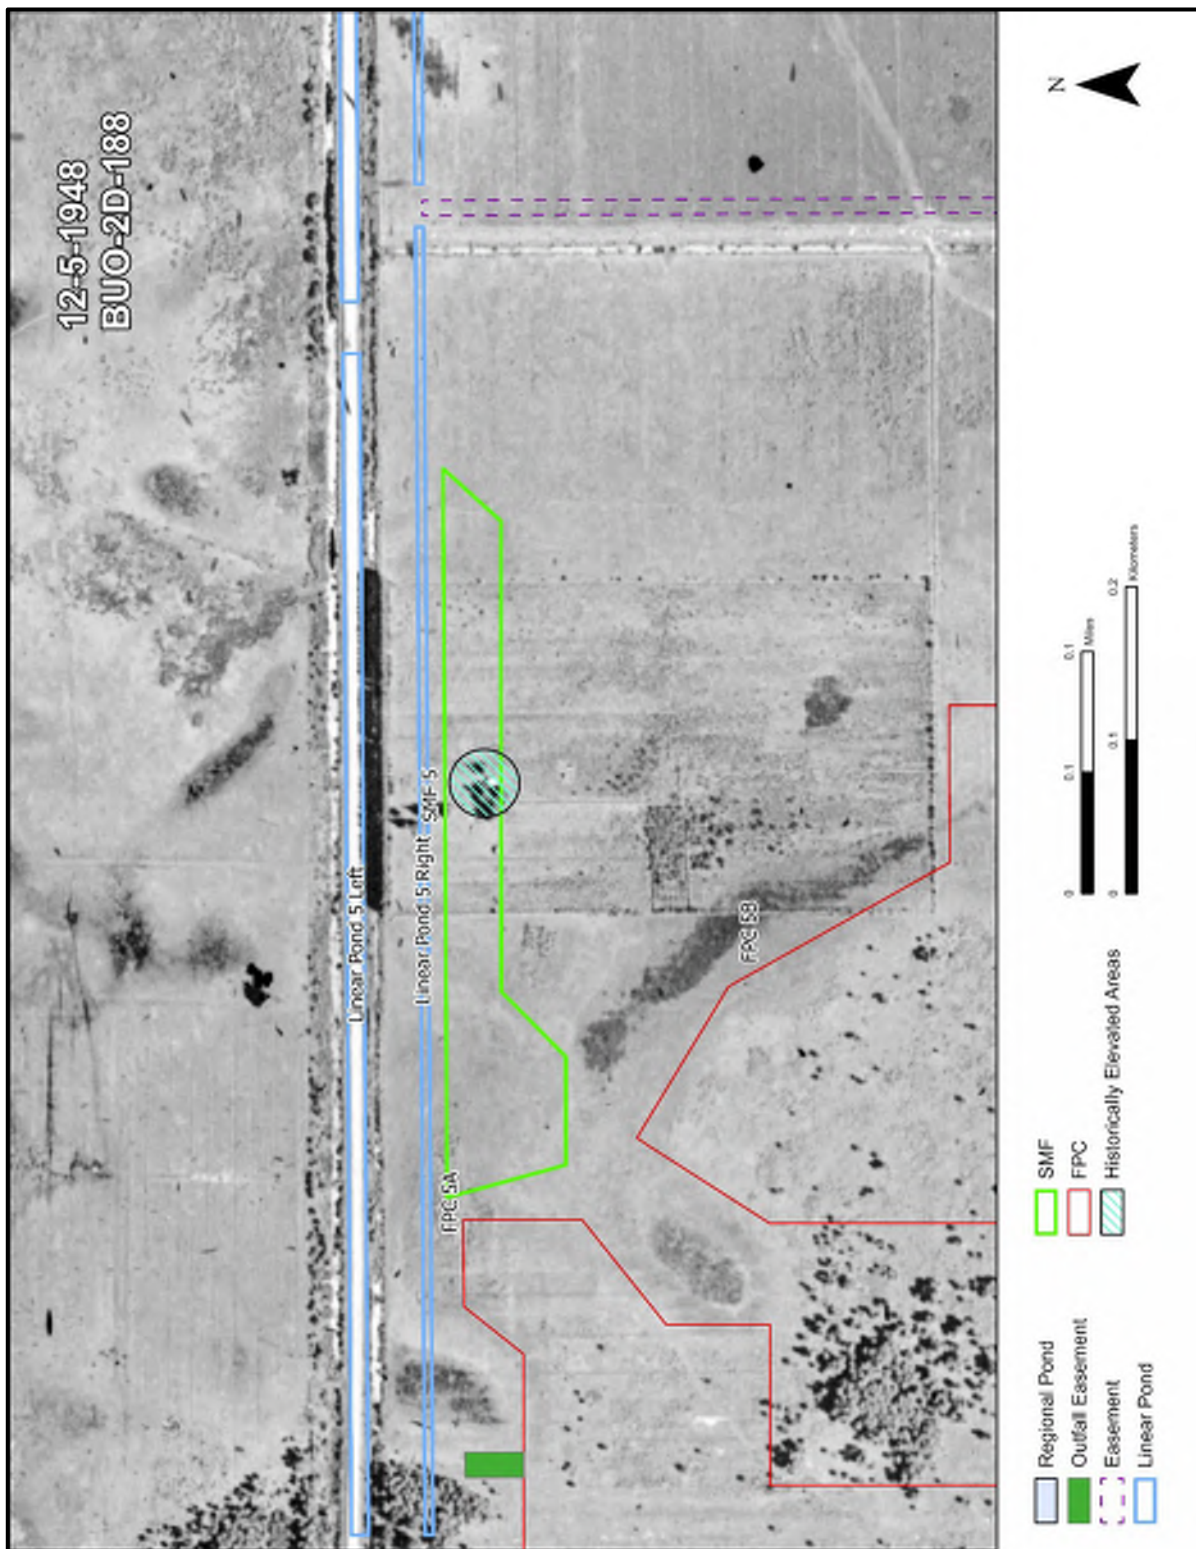 12-5-1948
BUO-2D-188
Linear Pond 5 Left
Linear Pond 5 Right
SMF 5
FPC 5A
FPC 5B
Regional Pond
Outfall Easement
Easement
Linear Pond
SMF
FPC
Historically Elevated Areas
0 0.1 0.1
Miles
0 0.1 0.2
Kilometers
N